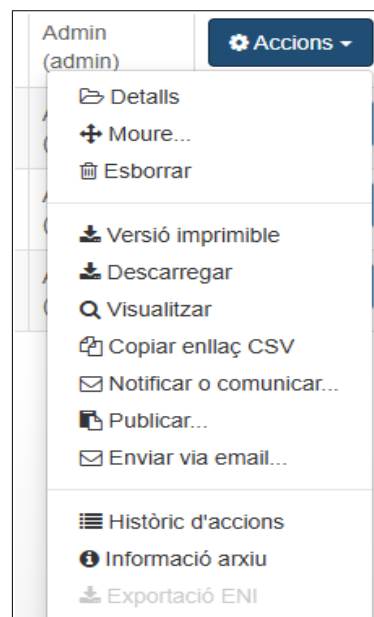 Admin
(admin)
Accions
Detalls
Moure...
Esborrar
Versió imprimible
Descarregar
Visualitzar
Copiar enllaç CSV
Notificar o comunicar...
Publicar...
Enviar via email...
Històric d'accions
Informació arxiu
Exportació ENI